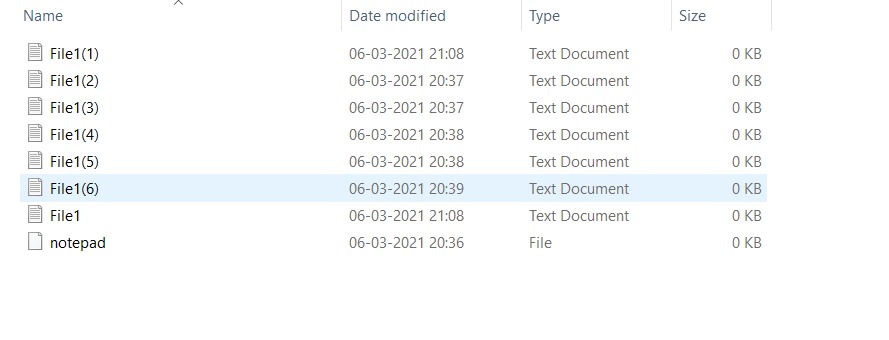 Name Date modified Type Size
File1(1) 06-03-2021 21:08 Text Document 0 KB
File1(2) 06-03-2021 20:37 Text Document 0 KB
File1(3) 06-03-2021 20:37 Text Document 0 KB
File1(4) 06-03-2021 20:38 Text Document 0 KB
File1(5) 06-03-2021 20:38 Text Document 0 KB
File1(6) 06-03-2021 20:39 Text Document 0 KB
File1 06-03-2021 21:08 Text Document 0 KB
notepad 06-03-2021 20:36 File 0 KB